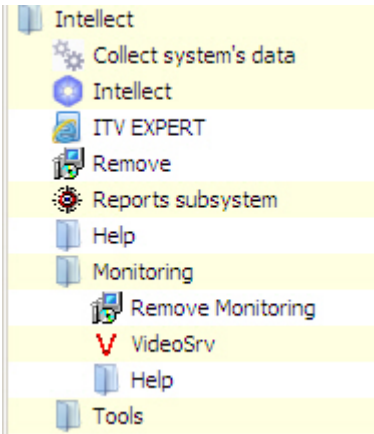 Intellect
Collect system's data
Intellect
ITV EXPERT
Remove
Reports subsystem
Help
Monitoring
Remove Monitoring
VideoSrv
Help
Tools